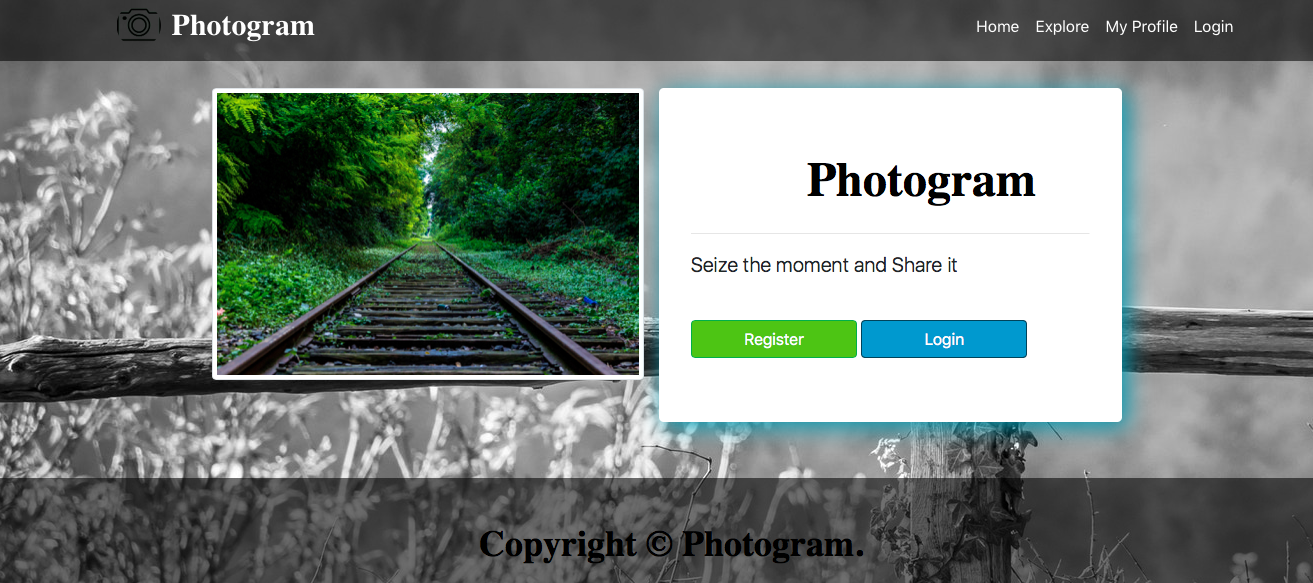 Photogram
Home Explore My Profile Login
Photogram
Seize the moment and Share it
Register Login
Copyright © Photogram.